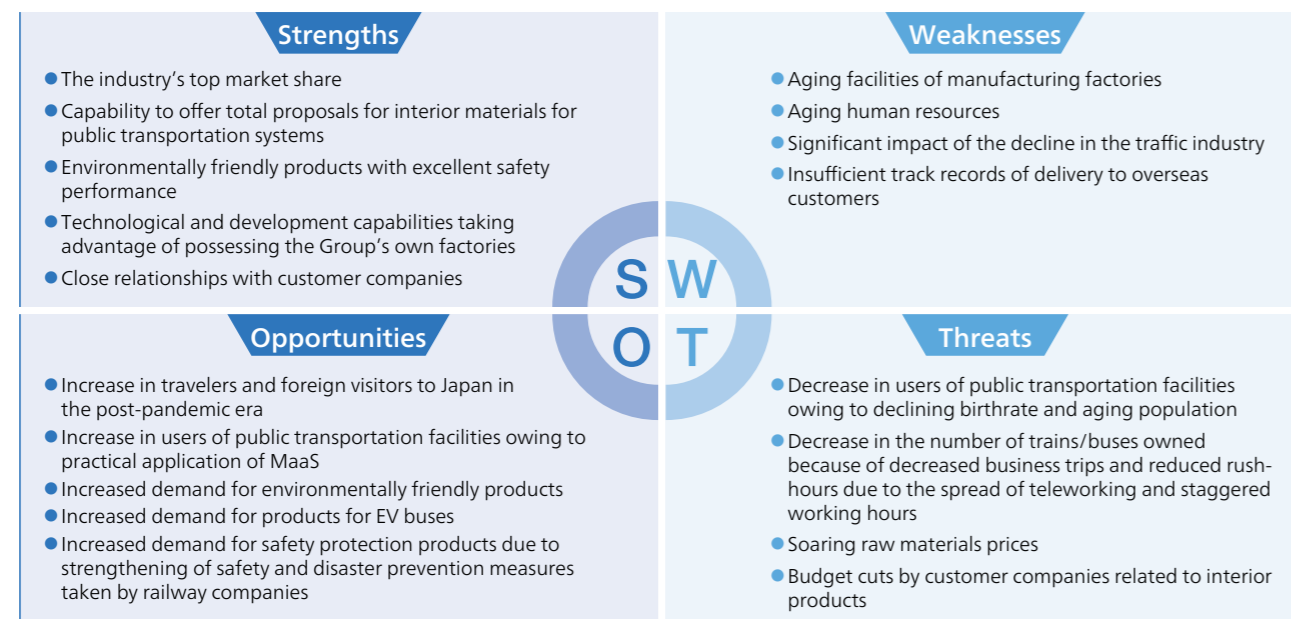 Strengths
The industry's top market share
Capability to offer total proposals for interior materials for
public transportation systems
Environmentally friendly products with excellent safety
performance
Technological and development capabilities taking
advantage of possessing the Group's own factories
Close relationships with customer companies
Weaknesses
Aging facilities of manufacturing factories
Aging human resources
Significant impact of the decline in the traffic industry
Insufficient track records of delivery to overseas
customers
S W
O T
Opportunities
Increase in travelers and foreign visitors to Japan in
the post-pandemic era
Increase in users of public transportation facilities owing to
practical application of MaaS
Increased demand for environmentally friendly products
Increased demand for products for EV buses
Increased demand for safety protection products due to
strengthening of safety and disaster prevention measures
taken by railway companies
Threats
Decrease in users of public transportation facilities
owing to declining birthrate and aging population
Decrease in the number of trains/buses owned
because of decreased business trips and reduced rush-
hours due to the spread of teleworking and staggered
working hours
Soaring raw materials prices
Budget cuts by customer companies related to interior
products